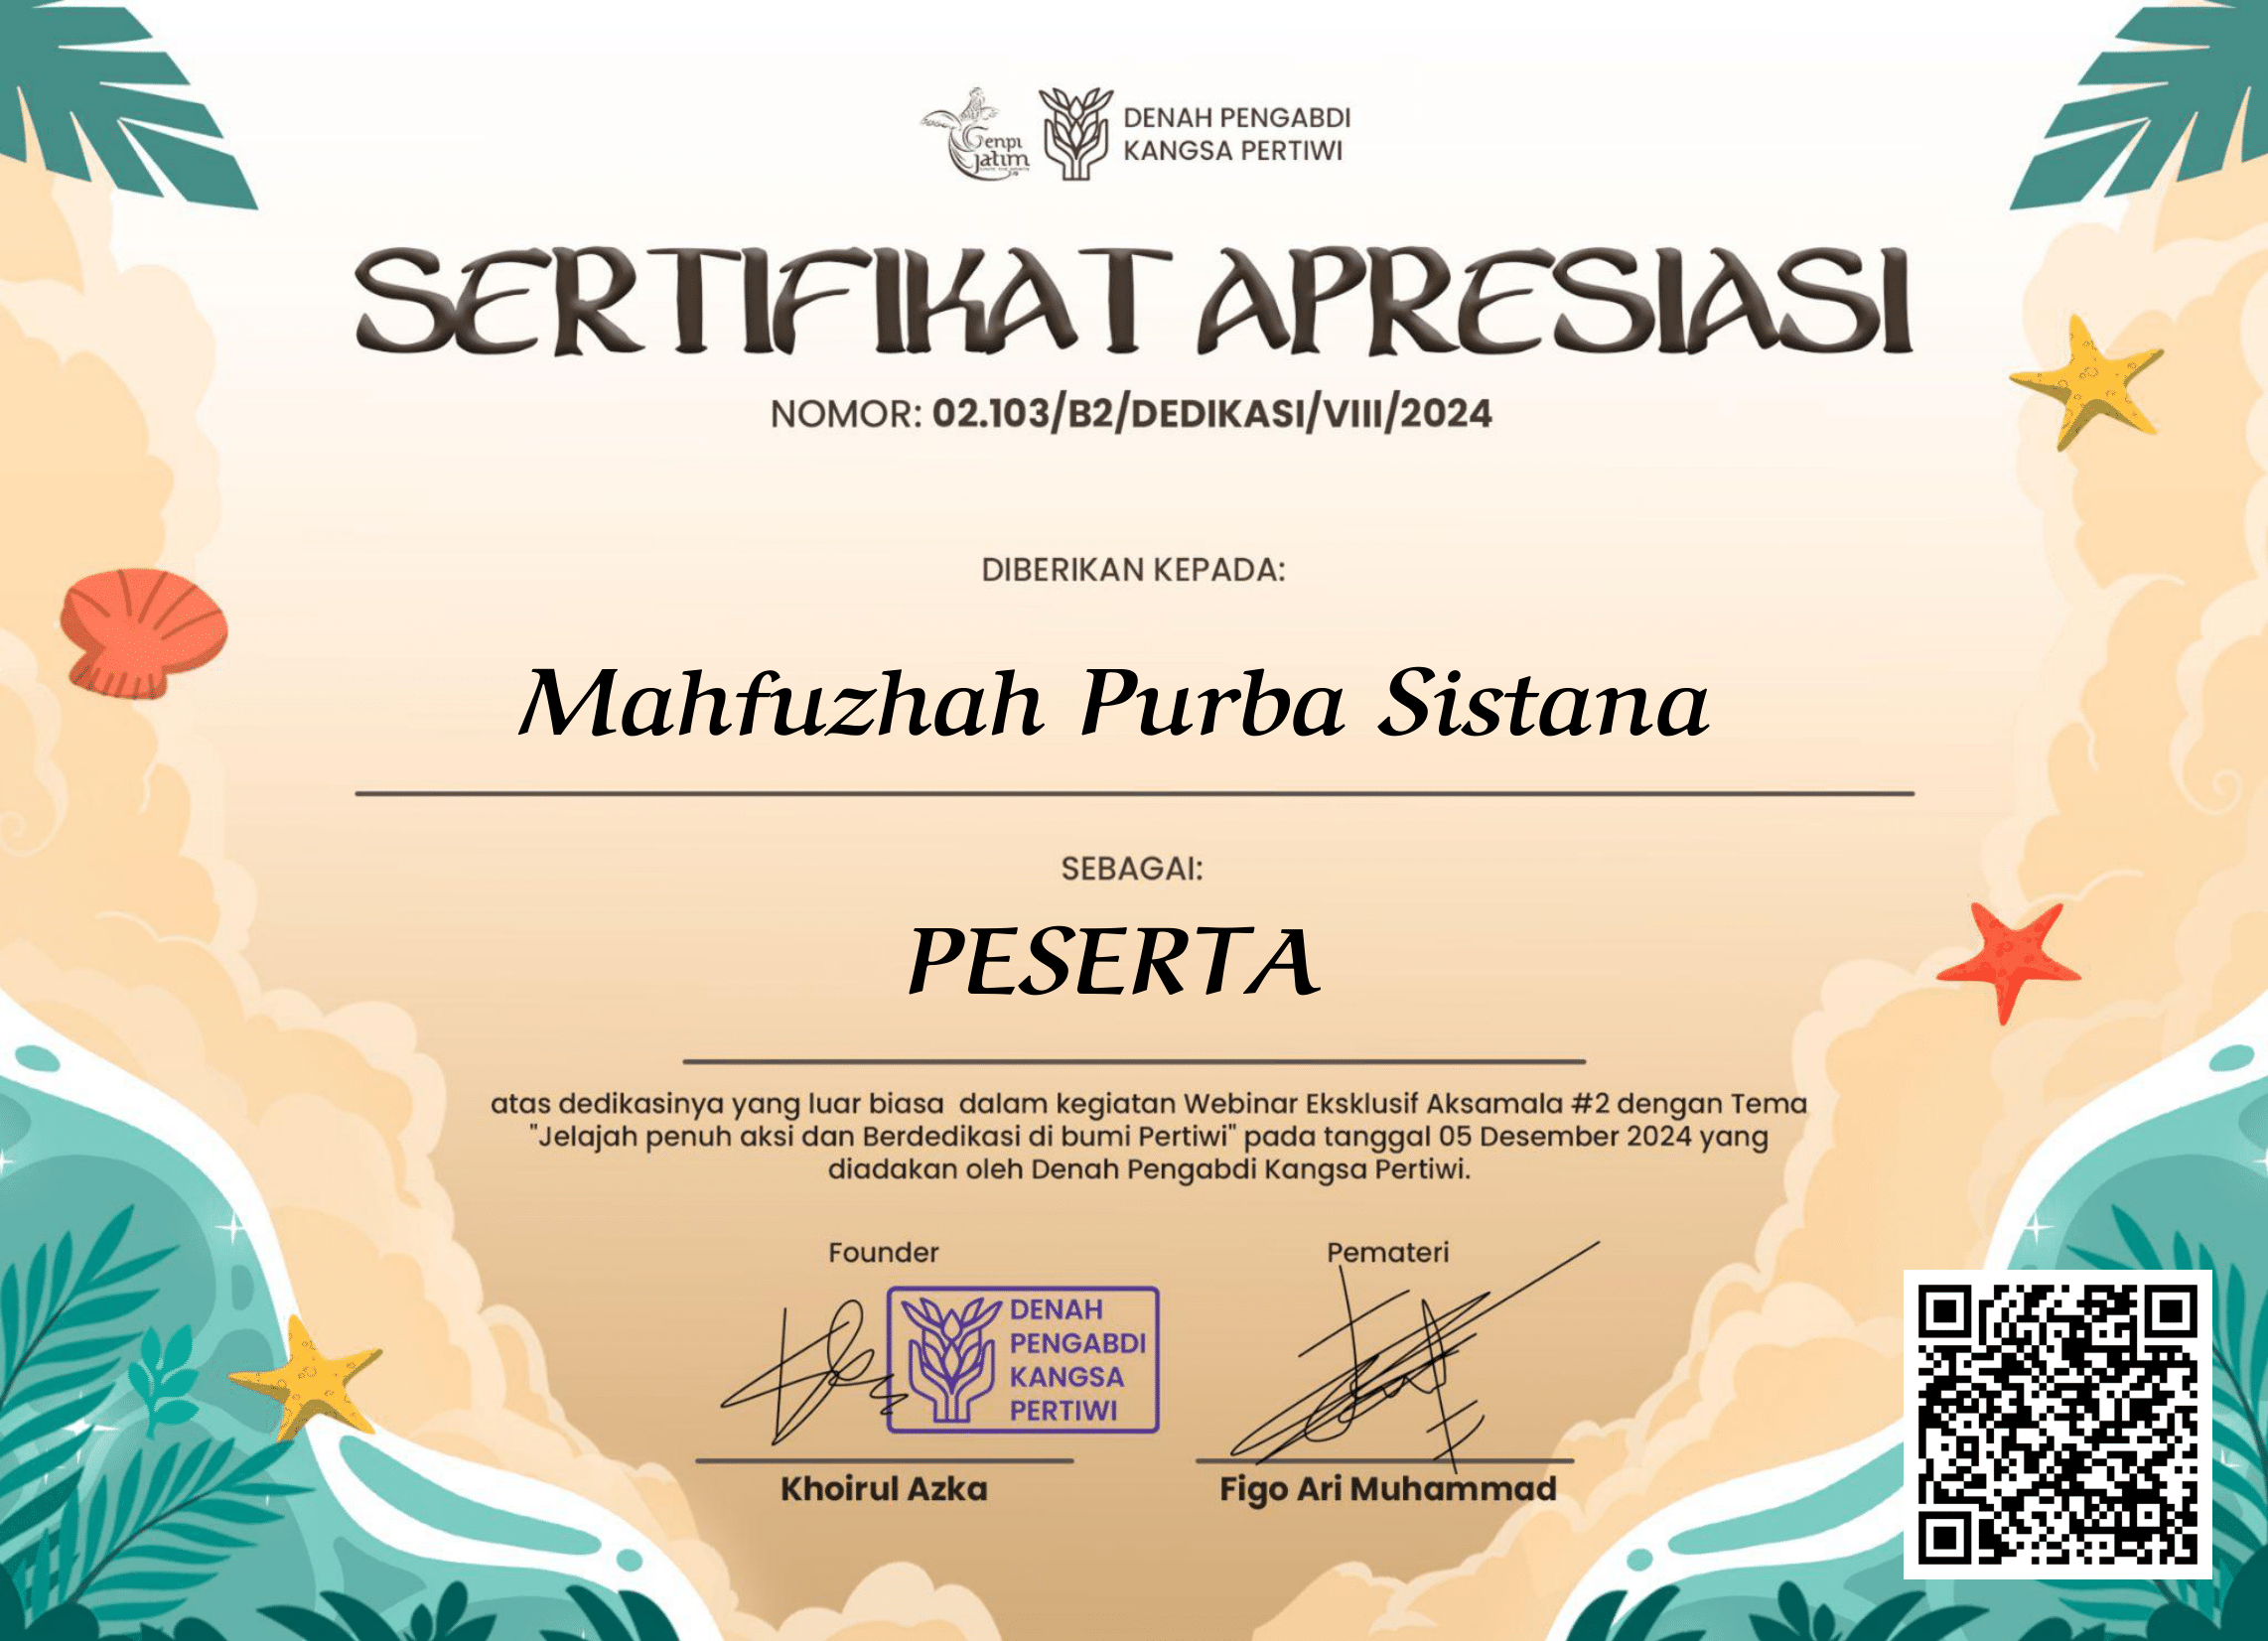 Genpi
Jatim
DENAH PENGABDI
KANGSA PERTIWI
SERTIFIKAT APRESIASI
NOMOR: 02.103/B2/DEDIKASI/VIII/2024
DIBERIKAN KEPADA:
Mahfuzhah Purba Sistana
SEBAGAI:
PESERTA
atas dedikasinya yang luar biasa dalam kegiatan Webinar Eksklusif Aksamala #2 dengan Tema
"Jelajah penuh aksi dan Berdedikasi di bumi Pertiwi" pada tanggal 05 Desember 2024 yang
diadakan oleh Denah Pengabdi Kangsa Pertiwi.
Founder
DENAH
PENGABDI
KANGSA
PERTIWI
Khoirul Azka
Pemateri
Figo Ari Muhammad